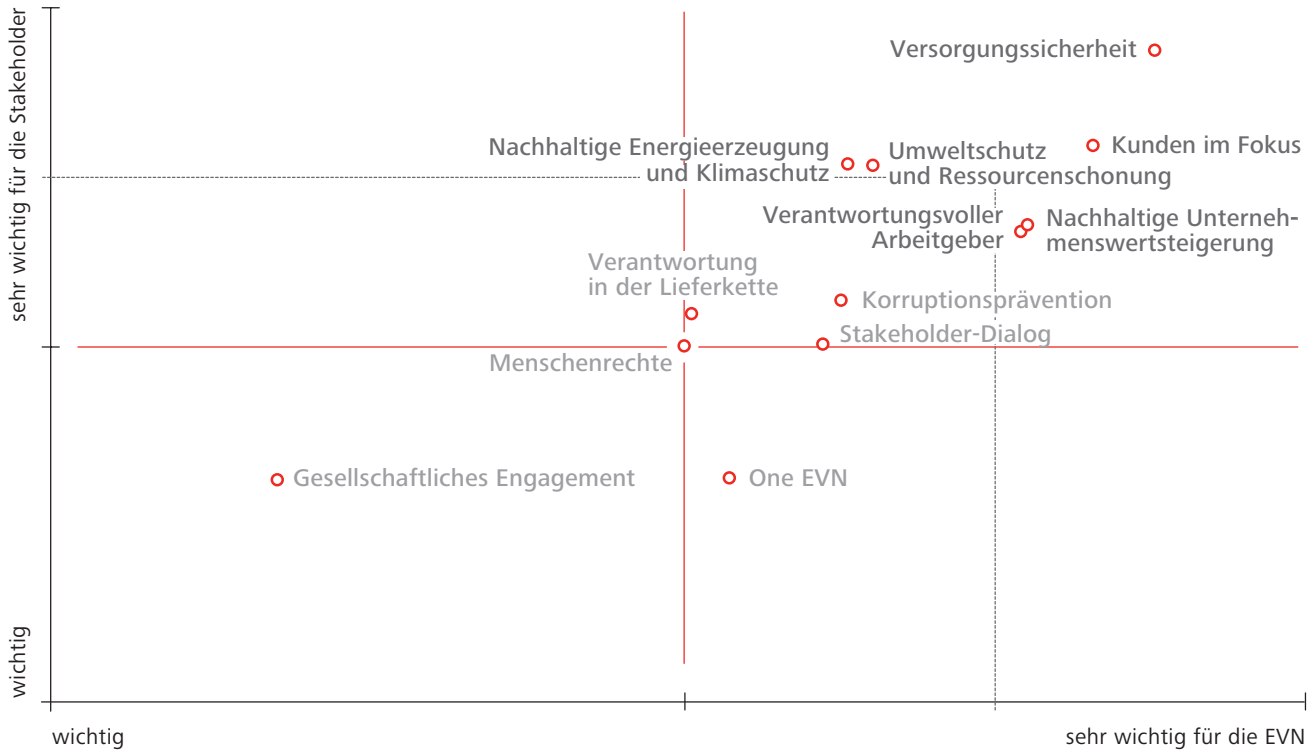 sehr wichtig für die Stakeholder
wichtig
Versorgungssicherheit
Nachhaltige Energieerzeugung
und Klimaschutz
Umweltschutz
und Ressourcenschonung
Kunden im Fokus
Verantwortungsvoller
Arbeitgeber
Nachhaltige Unterneh-
menswertsteigerung
Verantwortung
in der Lieferkette
Korruptionsprävention
Stakeholder-Dialog
Menschenrechte
Gesellschaftliches Engagement
One EVN
wichtig
sehr wichtig für die EVN